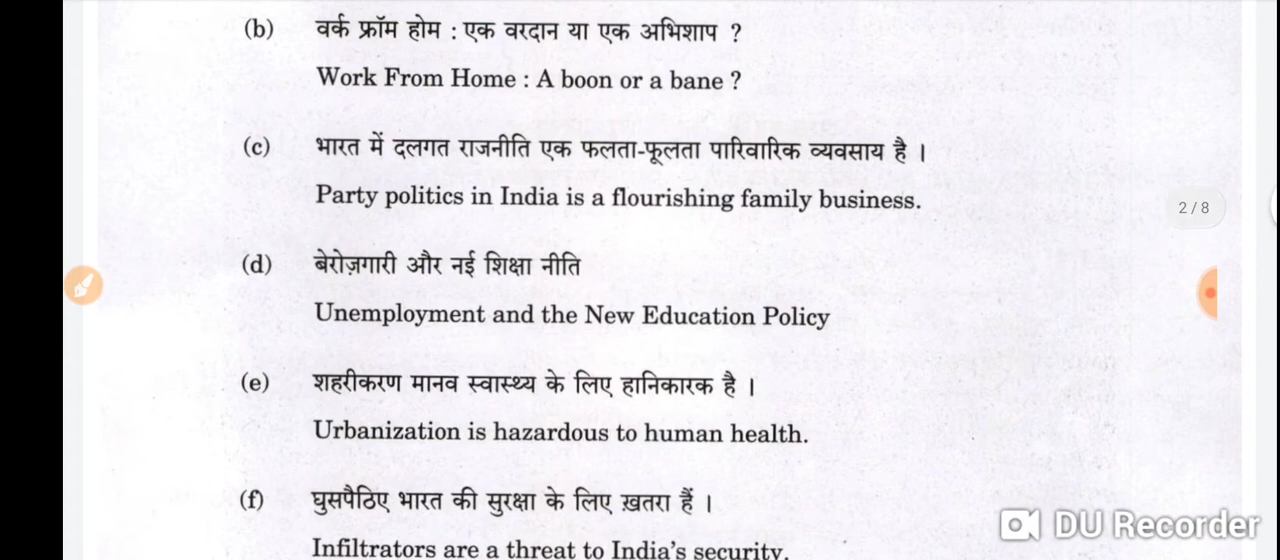 (b) वर्क फ्रॉम होम : एक वरदान या एक अभिशाप ?
Work From Home : A boon or a bane ?
(c) भारत में दलगत राजनीति एक फलता-फूलता पारिवारिक व्यवसाय है ।
Party politics in India is a flourishing family business.
2 / 8
(d) बेरोज़गारी और नई शिक्षा नीति
Unemployment and the New Education Policy
(e) शहरीकरण मानव स्वास्थ्य के लिए हानिकारक है ।
Urbanization is hazardous to human health.
(f) घुसपैठिए भारत की सुरक्षा के लिए ख़तरा हैं ।
Infiltrators are a threat to India's security.
DU Recorder